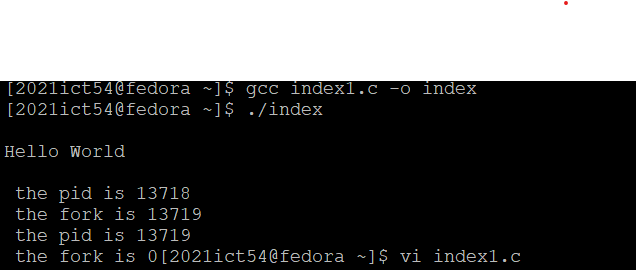 [2021ict54@fedora ~]$ gcc index1.c -o index
[2021ict54@fedora ~]$ ./index
Hello World
the pid is 13718
the fork is 13719
the pid is 13719
the fork is 0[2021ict54@fedora ~]$ vi index1.c